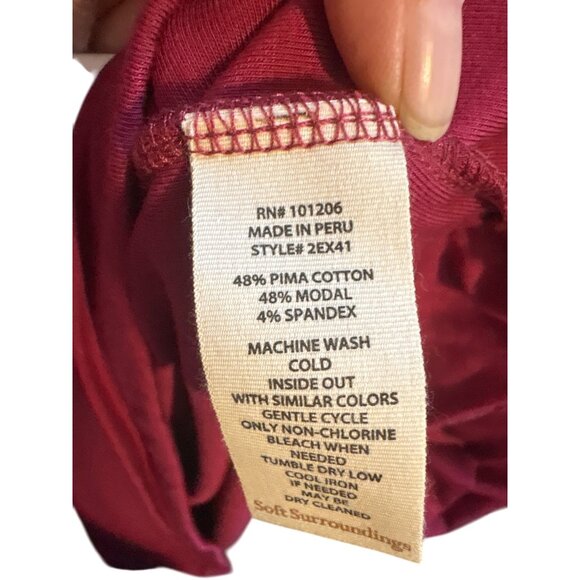 RN# 101206
MADE IN PERU
STYLE# 2EX41
48% PIMA COTTON
48% MODAL
4% SPANDEX
MACHINE WASH
COLD
INSIDE OUT
WITH SIMILAR COLORS
GENTLE CYCLE
ONLY NON-CHLORINE
BLEACH WHEN
NEEDED
TUMBLE DRY LOW
COOL IRON
IF NEEDED
MAY BE
DRY CLEANED
Soft Surroundings